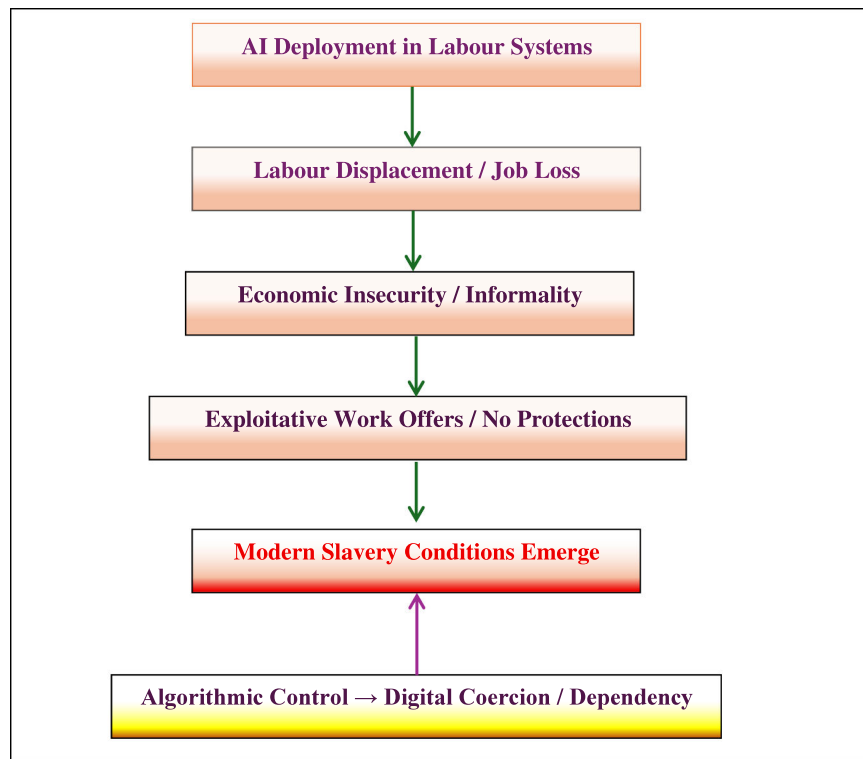 AI Deployment in Labour Systems
Labour Displacement / Job Loss
Economic Insecurity / Informality
Exploitative Work Offers / No Protections
Modern Slavery Conditions Emerge
Algorithmic Control → Digital Coercion / Dependency